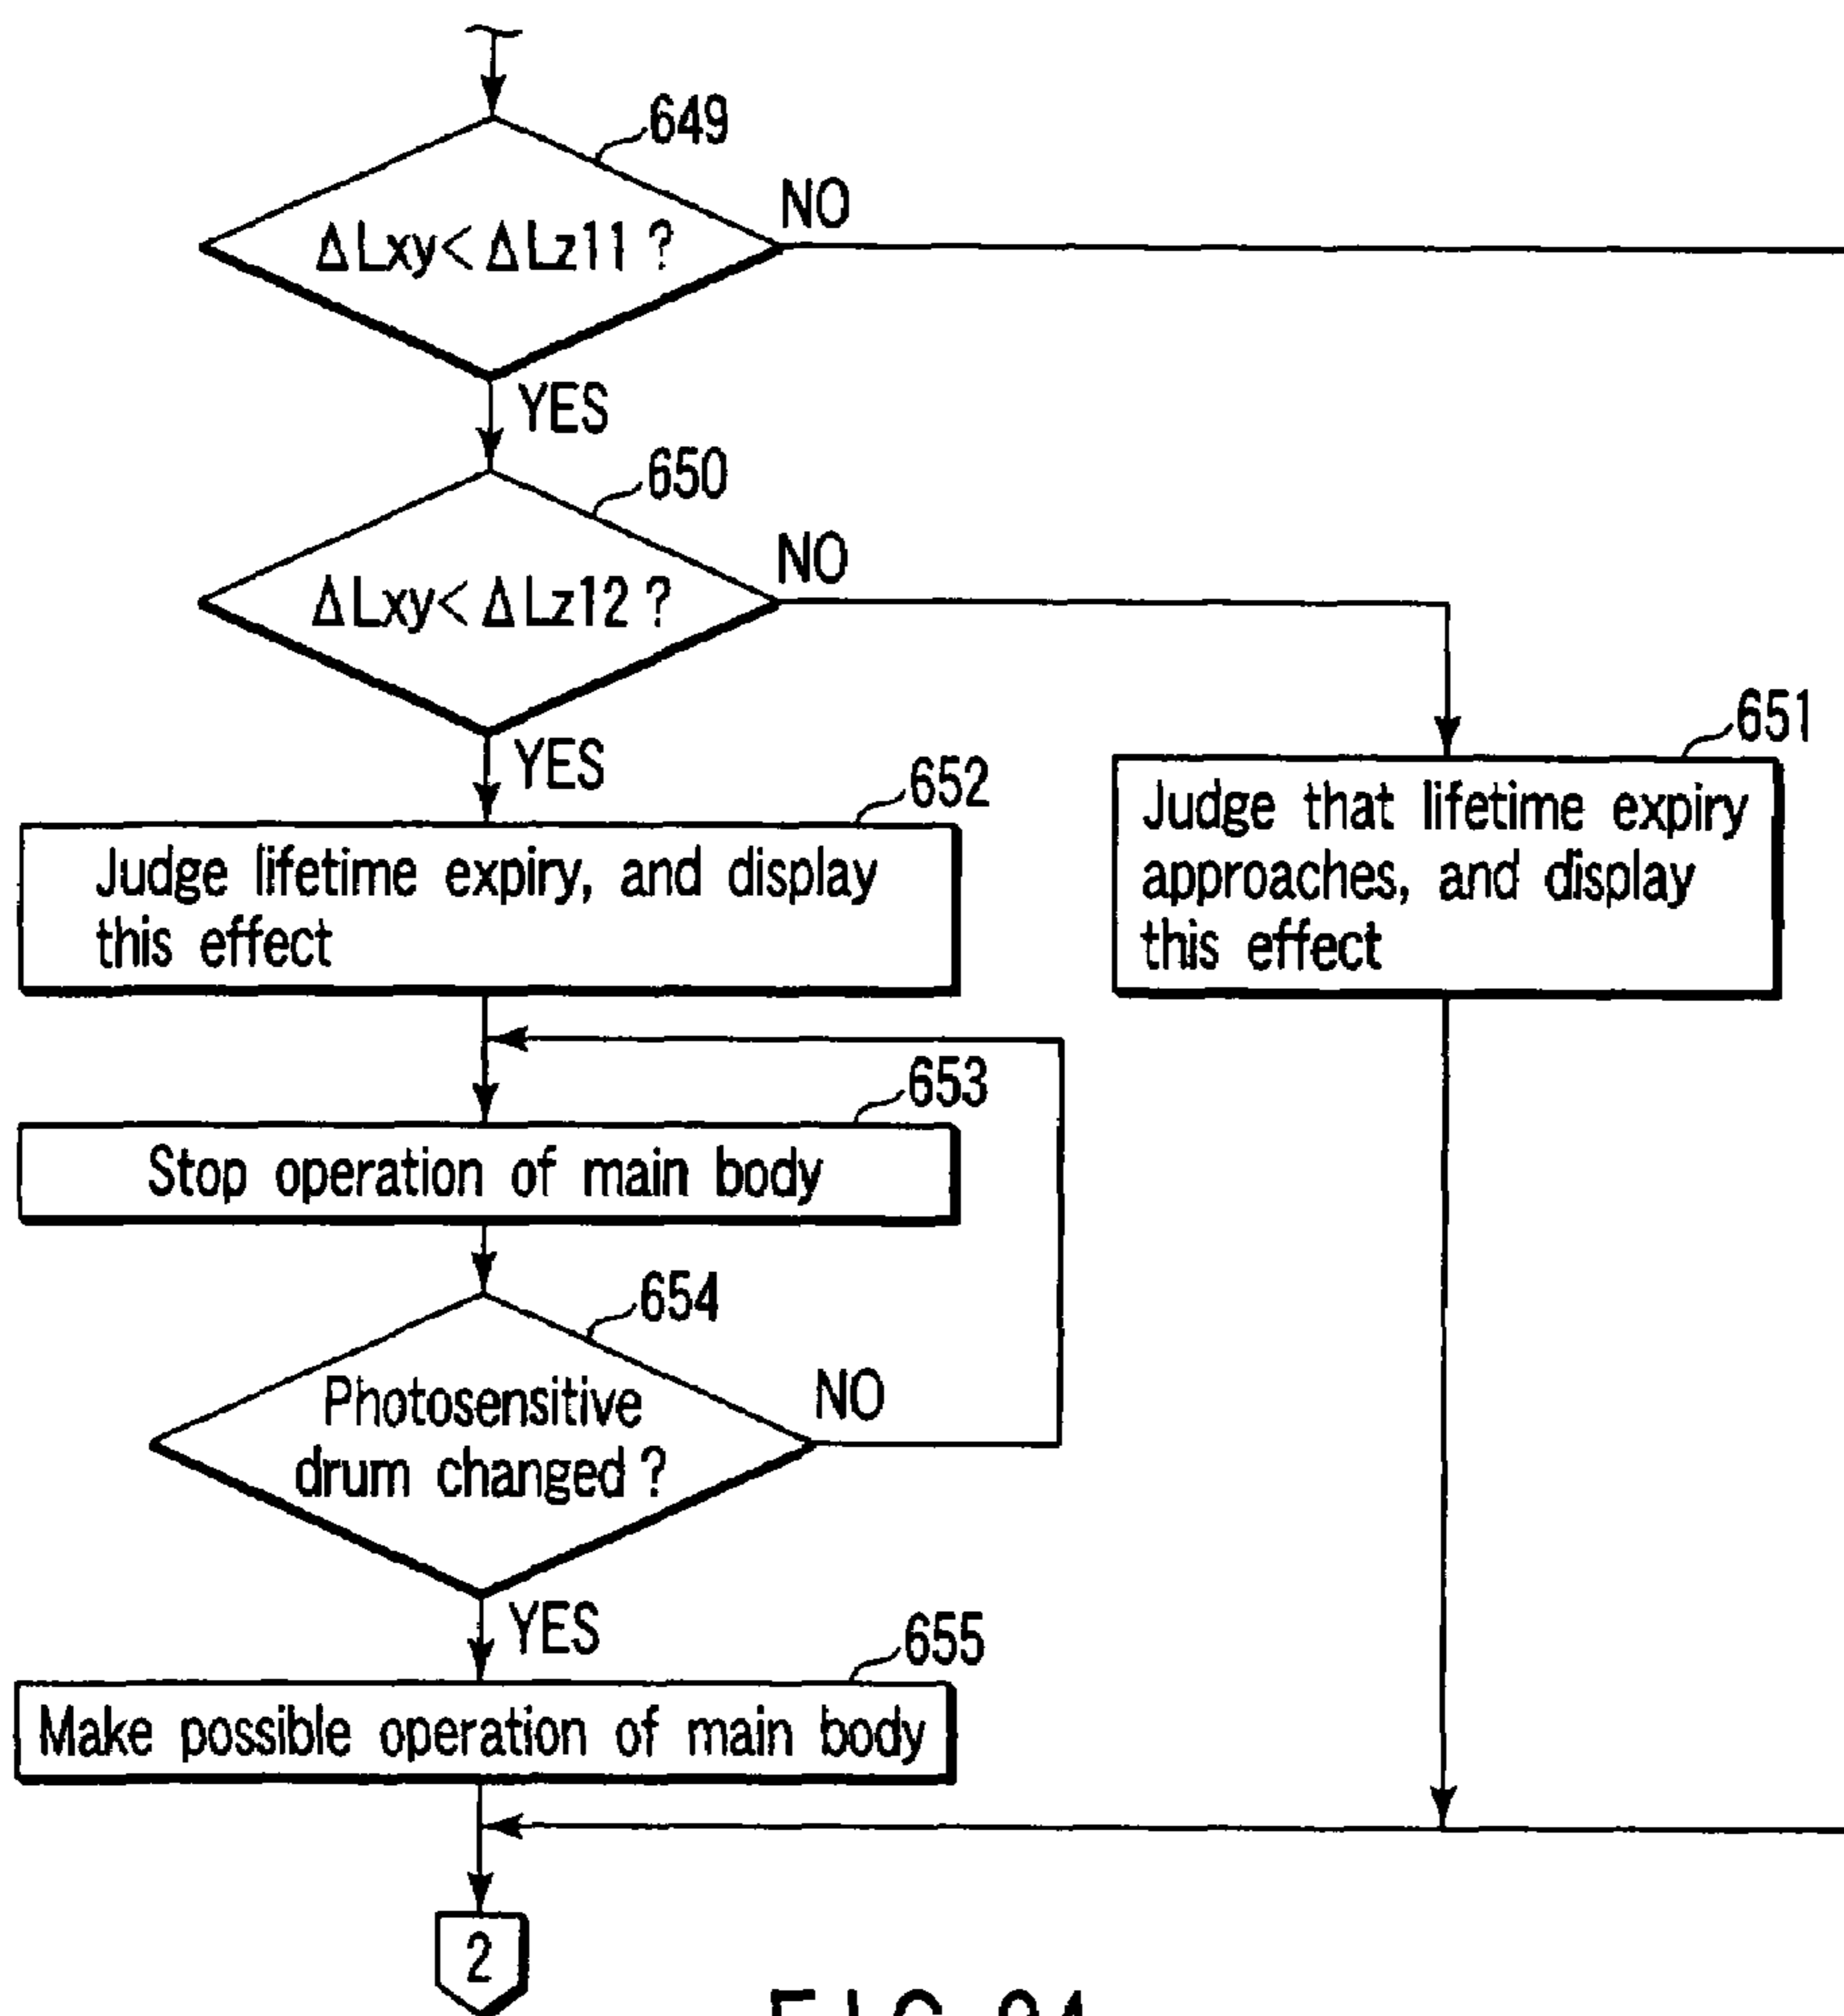 649
ΔLxy<ΔLz11?
NO
YES
650
ΔLxy<ΔLz12?
NO
YES
651
Judge that lifetime expiry
approaches, and display
this effect
652
Judge lifetime expiry, and display
this effect
653
Stop operation of main body
654
Photosensitive
drum changed?
NO
YES
655
Make possible operation of main body
2